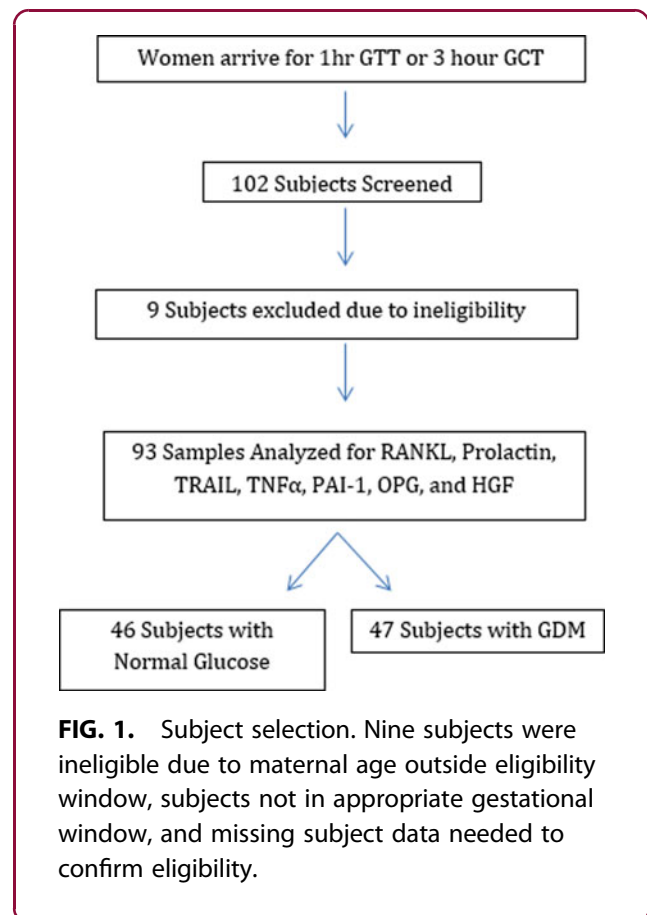 Women arrive for 1hr GTT or 3 hour GCT
102 Subjects Screened
9 Subjects excluded due to ineligibility
93 Samples Analyzed for RANKL, Prolactin,
TRAIL, TNFα, PAI-1, OPG, and HGF
46 Subjects with
Normal Glucose
47 Subjects with GDM
FIG. 1. Subject selection. Nine subjects were
ineligible due to maternal age outside eligibility
window, subjects not in appropriate gestational
window, and missing subject data needed to
confirm eligibility.